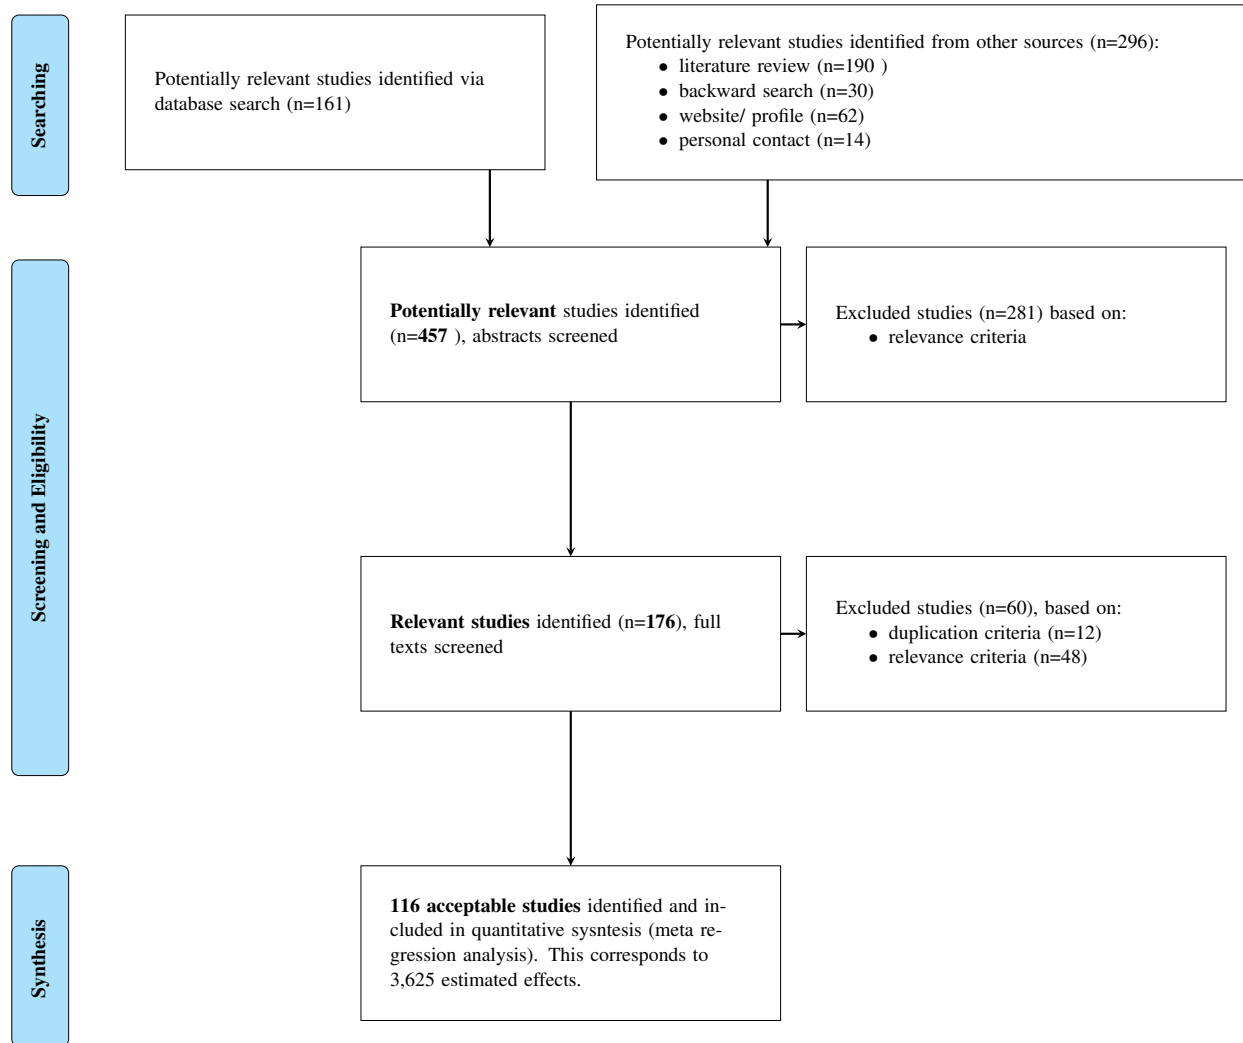 Searching
Potentially relevant studies identified via
database search (n=161)
Potentially relevant studies identified from other sources (n=296):
• literature review (n=190 )
• backward search (n=30)
• website/ profile (n=62)
• personal contact (n=14)
Screening and Eligibility
Potentially relevant studies identified
(n=457 ), abstracts screened
Excluded studies (n=281) based on:
• relevance criteria
Relevant studies identified (n=176), full
texts screened
Excluded studies (n=60), based on:
• duplication criteria (n=12)
• relevance criteria (n=48)
Synthesis
116 acceptable studies identified and in-
cluded in quantitative sysntesis (meta re-
gression analysis). This corresponds to
3,625 estimated effects.